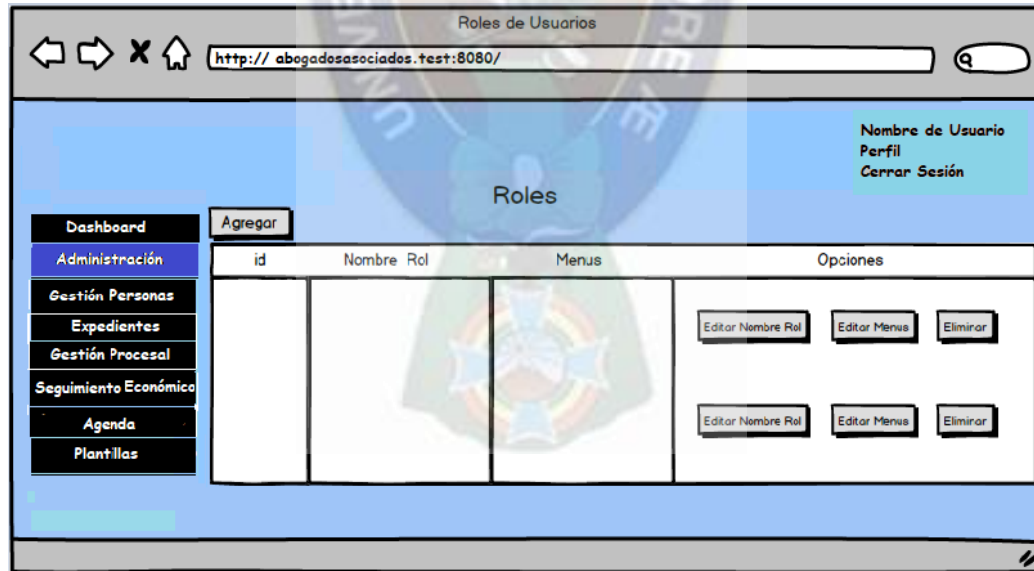 Roles de Usuarios
http:// abogadosasociados.test:8080/
Nombre de Usuario
Perfil
Cerrar Sesión
Roles
Agregar
Dashboard
Administración
Gestión Personas
Expedientes
Gestión Procesal
Seguimiento Económico
Agenda
Plantillas
id Nombre Rol Menus Opciones
Editar Nombre Rol Editar Menus Eliminar
Editar Nombre Rol Editar Menus Eliminar